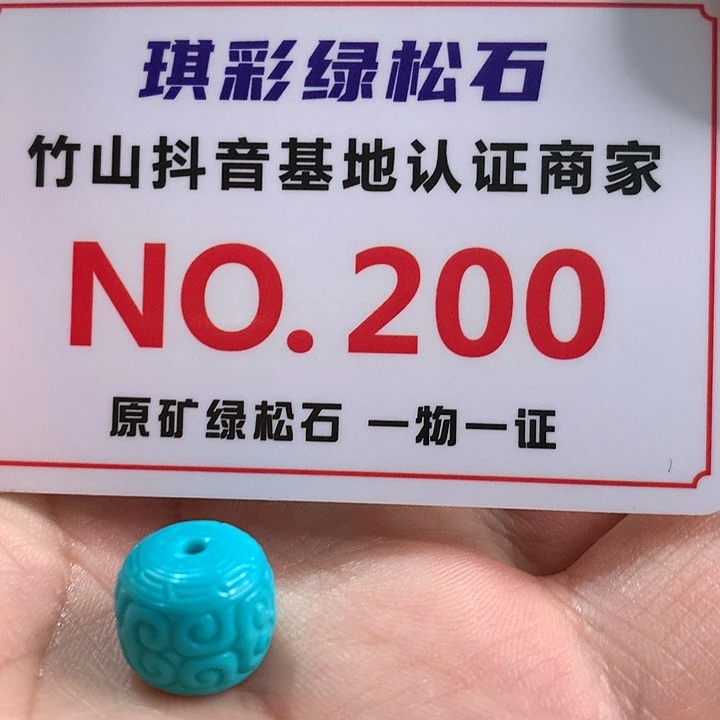 琪彩绿松石
竹山抖音基地认证商家
NO.200
原矿绿松石 一物一证